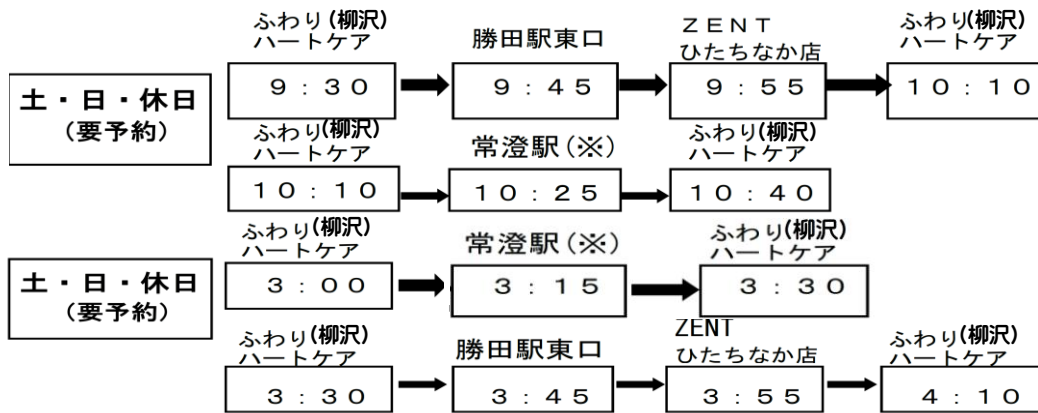 ふわり(柳沢)
ハートケア
勝田駅東口
ZENT
ひたちなか店
ふわり(柳沢)
ハートケア
土・日・休日
(要予約)
9:30
9:45
9:55
10:10
ふわり(柳沢)
ハートケア
常澄駅(※)
ふわり(柳沢)
ハートケア
10:10
10:25
10:40
土・日・休日
(要予約)
ふわり(柳沢)
ハートケア
常澄駅(※)
ふわり(柳沢)
ハートケア
3:00
3:15
3:30
ふわり(柳沢)
ハートケア
勝田駅東口
ZENT
ひたちなか店
ふわり(柳沢)
ハートケア
3:30
3:45
3:55
4:10